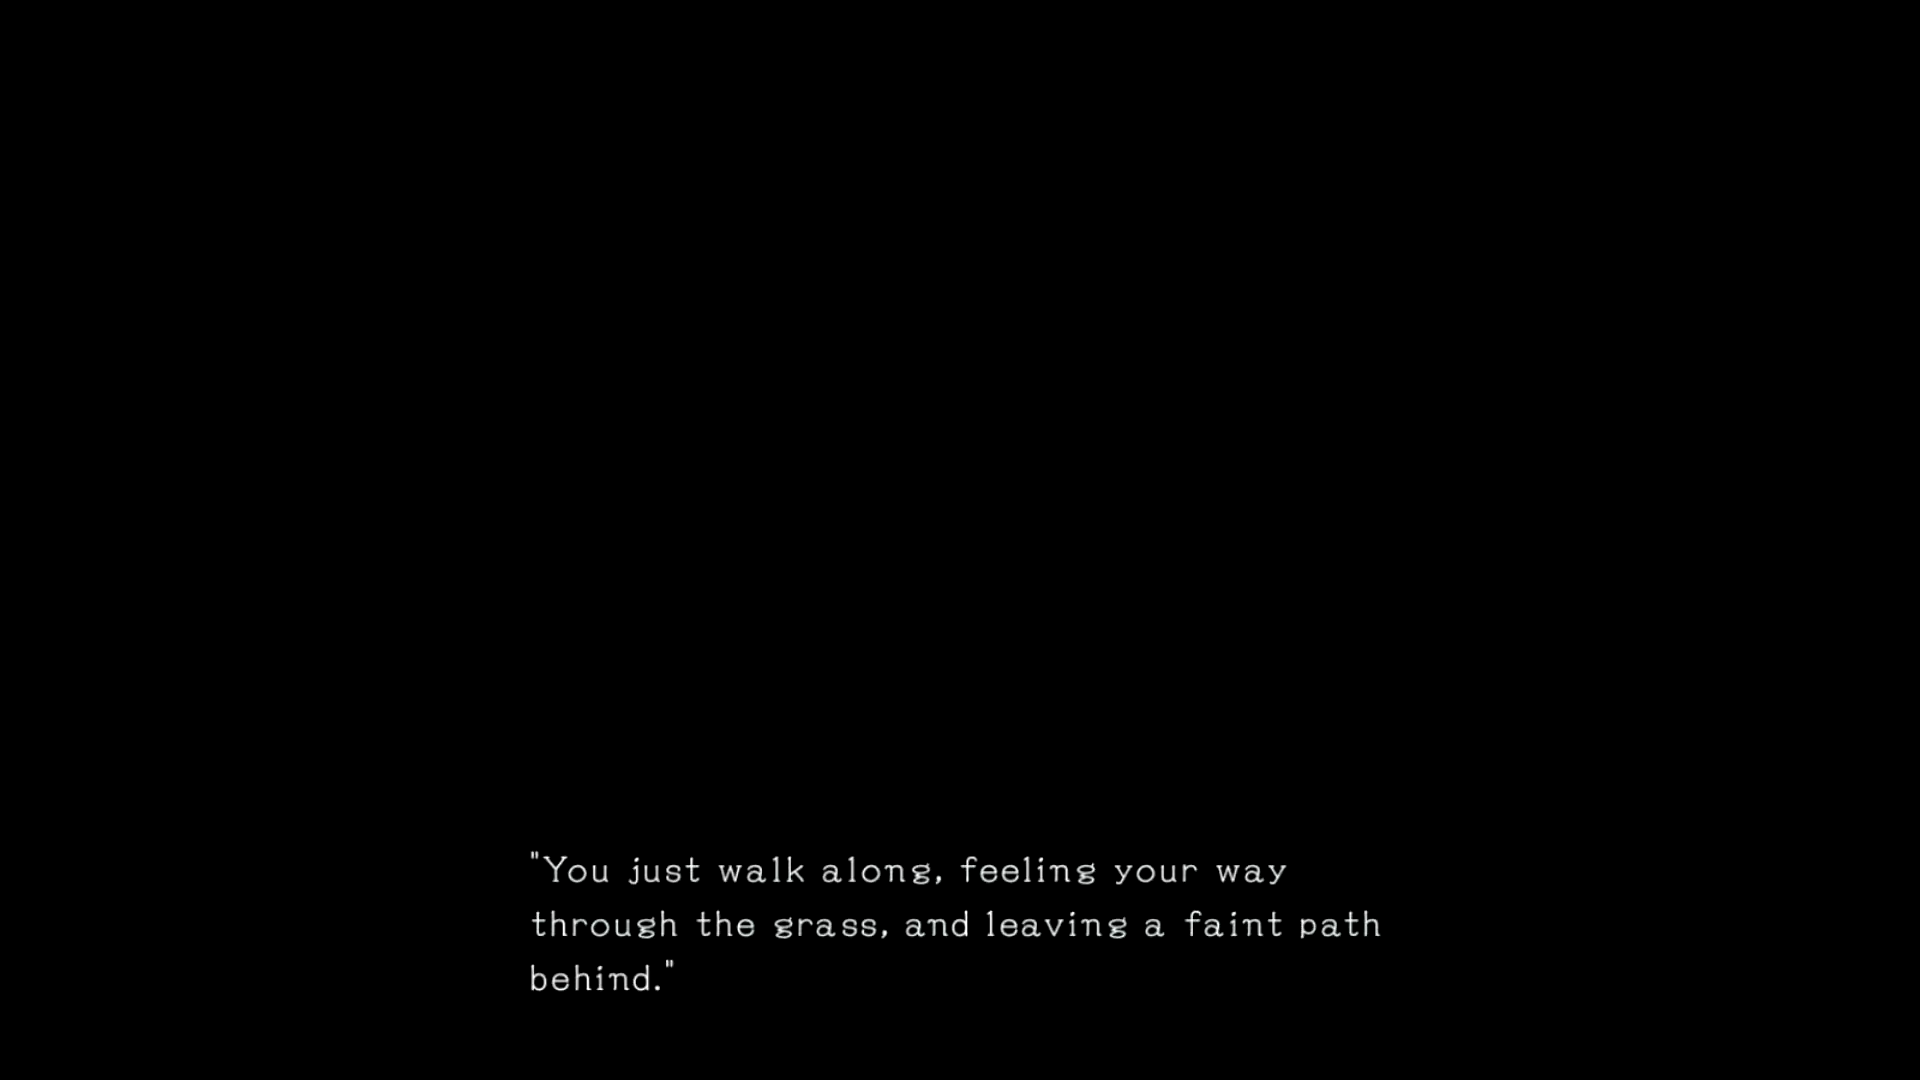 "You just walk along, feeling your way
through the grass, and leaving a faint path
behind."